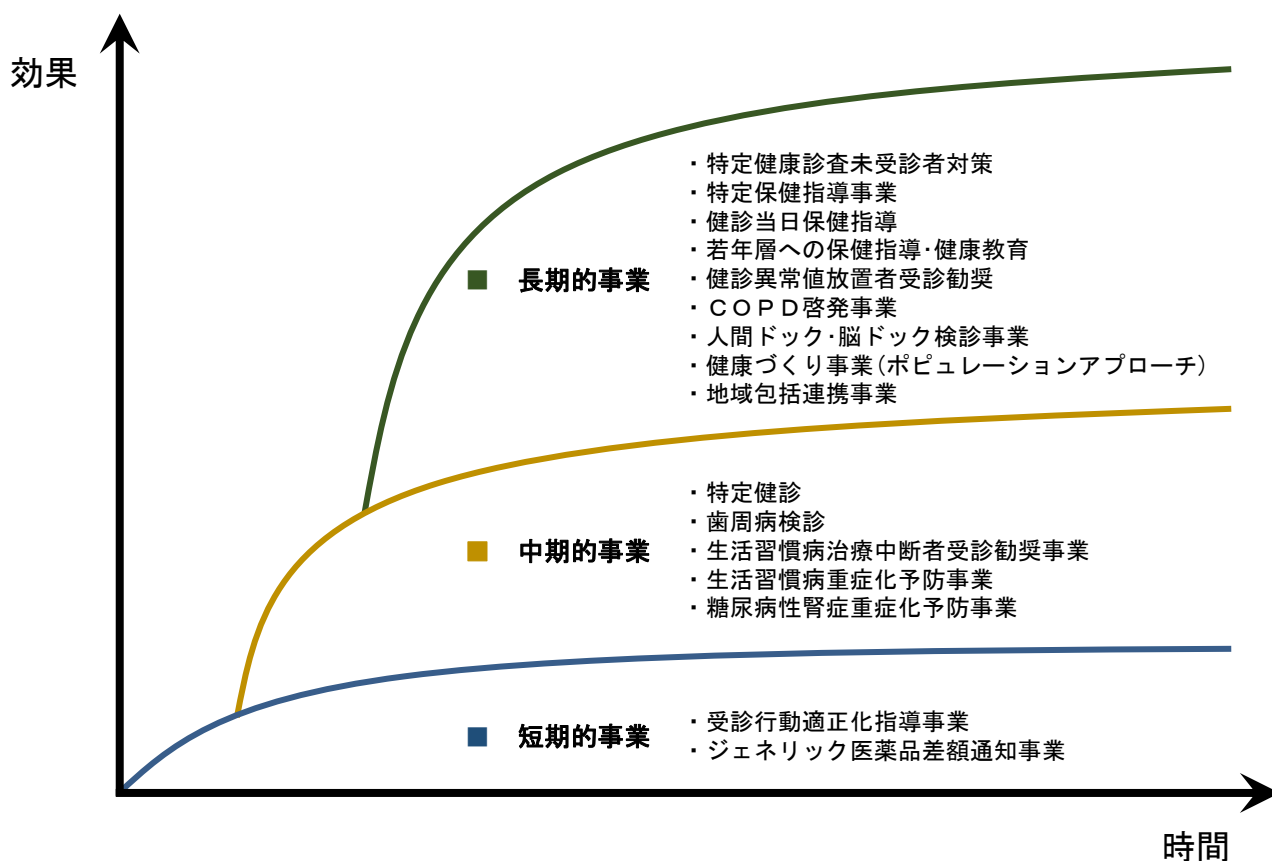 効果
・特定健康診査未受診者対策
・特定保健指導事業
・健診当日保健指導
・若年層への保健指導･健康教育
・健診異常値放置者受診勧奨
■ 長期的事業
・ＣＯＰＤ啓発事業
・人間ドック･脳ドック検診事業
・健康づくり事業(ポピュレーションアプローチ)
・地域包括連携事業
・特定健診
・歯周病検診
■ 中期的事業
・生活習慣病治療中断者受診勧奨事業
・生活習慣病重症化予防事業
・糖尿病性腎症重症化予防事業
■ 短期的事業
・受診行動適正化指導事業
・ジェネリック医薬品差額通知事業
時間